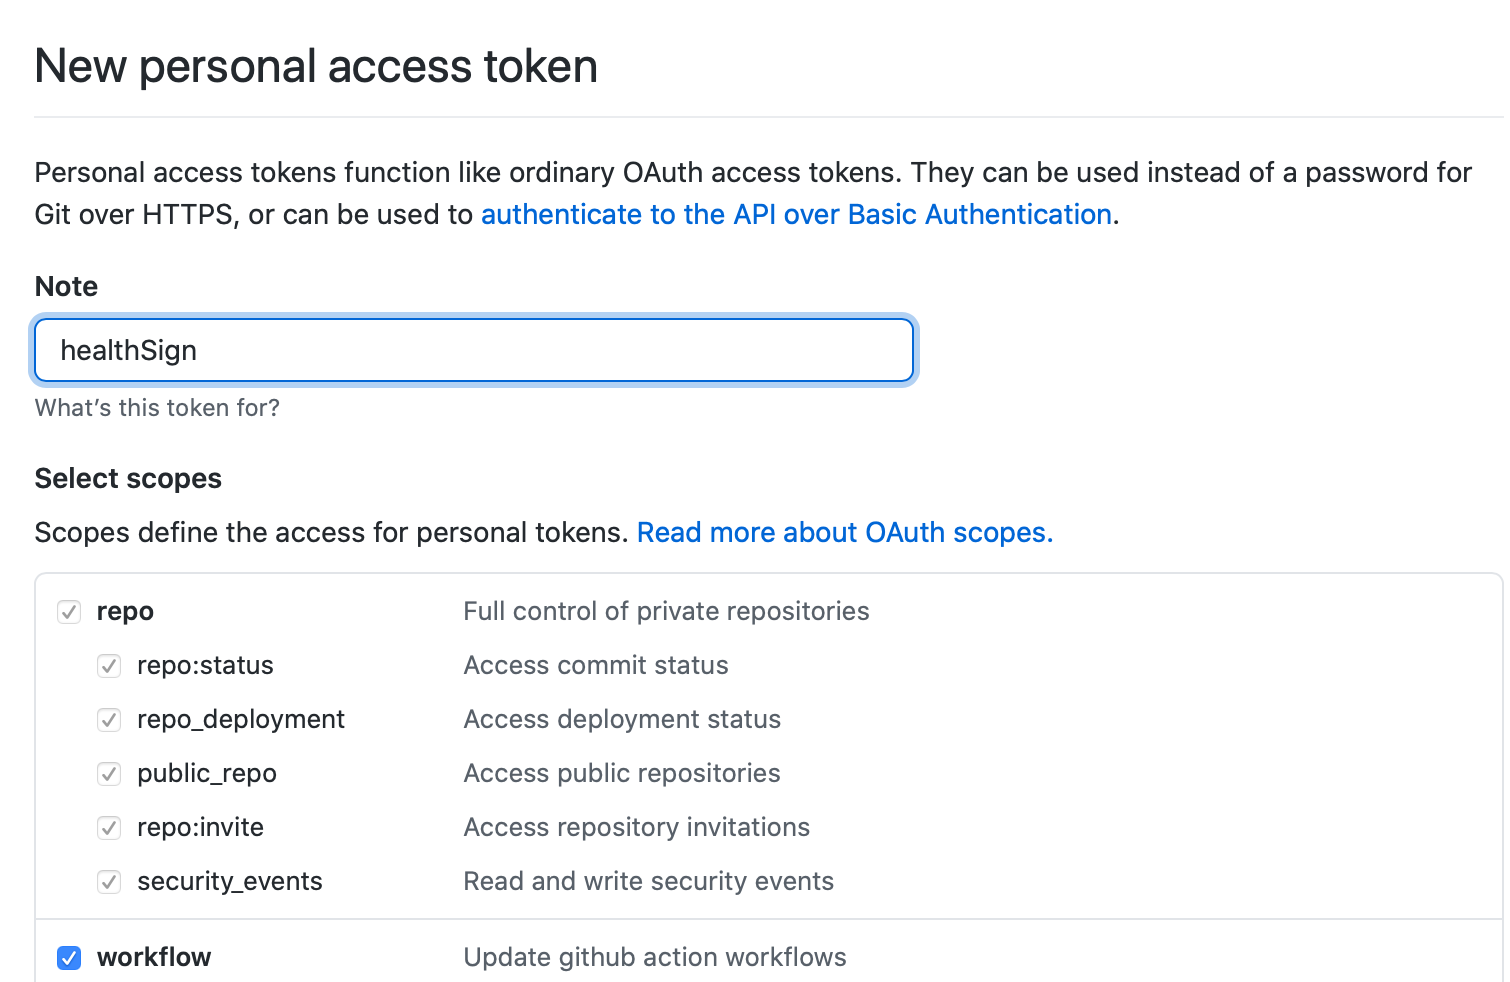 New personal access token
Personal access tokens function like ordinary OAuth access tokens. They can be used instead of a password for
Git over HTTPS, or can be used to authenticate to the API over Basic Authentication.
Note
healthSign
What’s this token for?
Select scopes
Scopes define the access for personal tokens. Read more about OAuth scopes.
repo Full control of private repositories
repo:status Access commit status
repo_deployment Access deployment status
public_repo Access public repositories
repo:invite Access repository invitations
security_events Read and write security events
workflow Update github action workflows